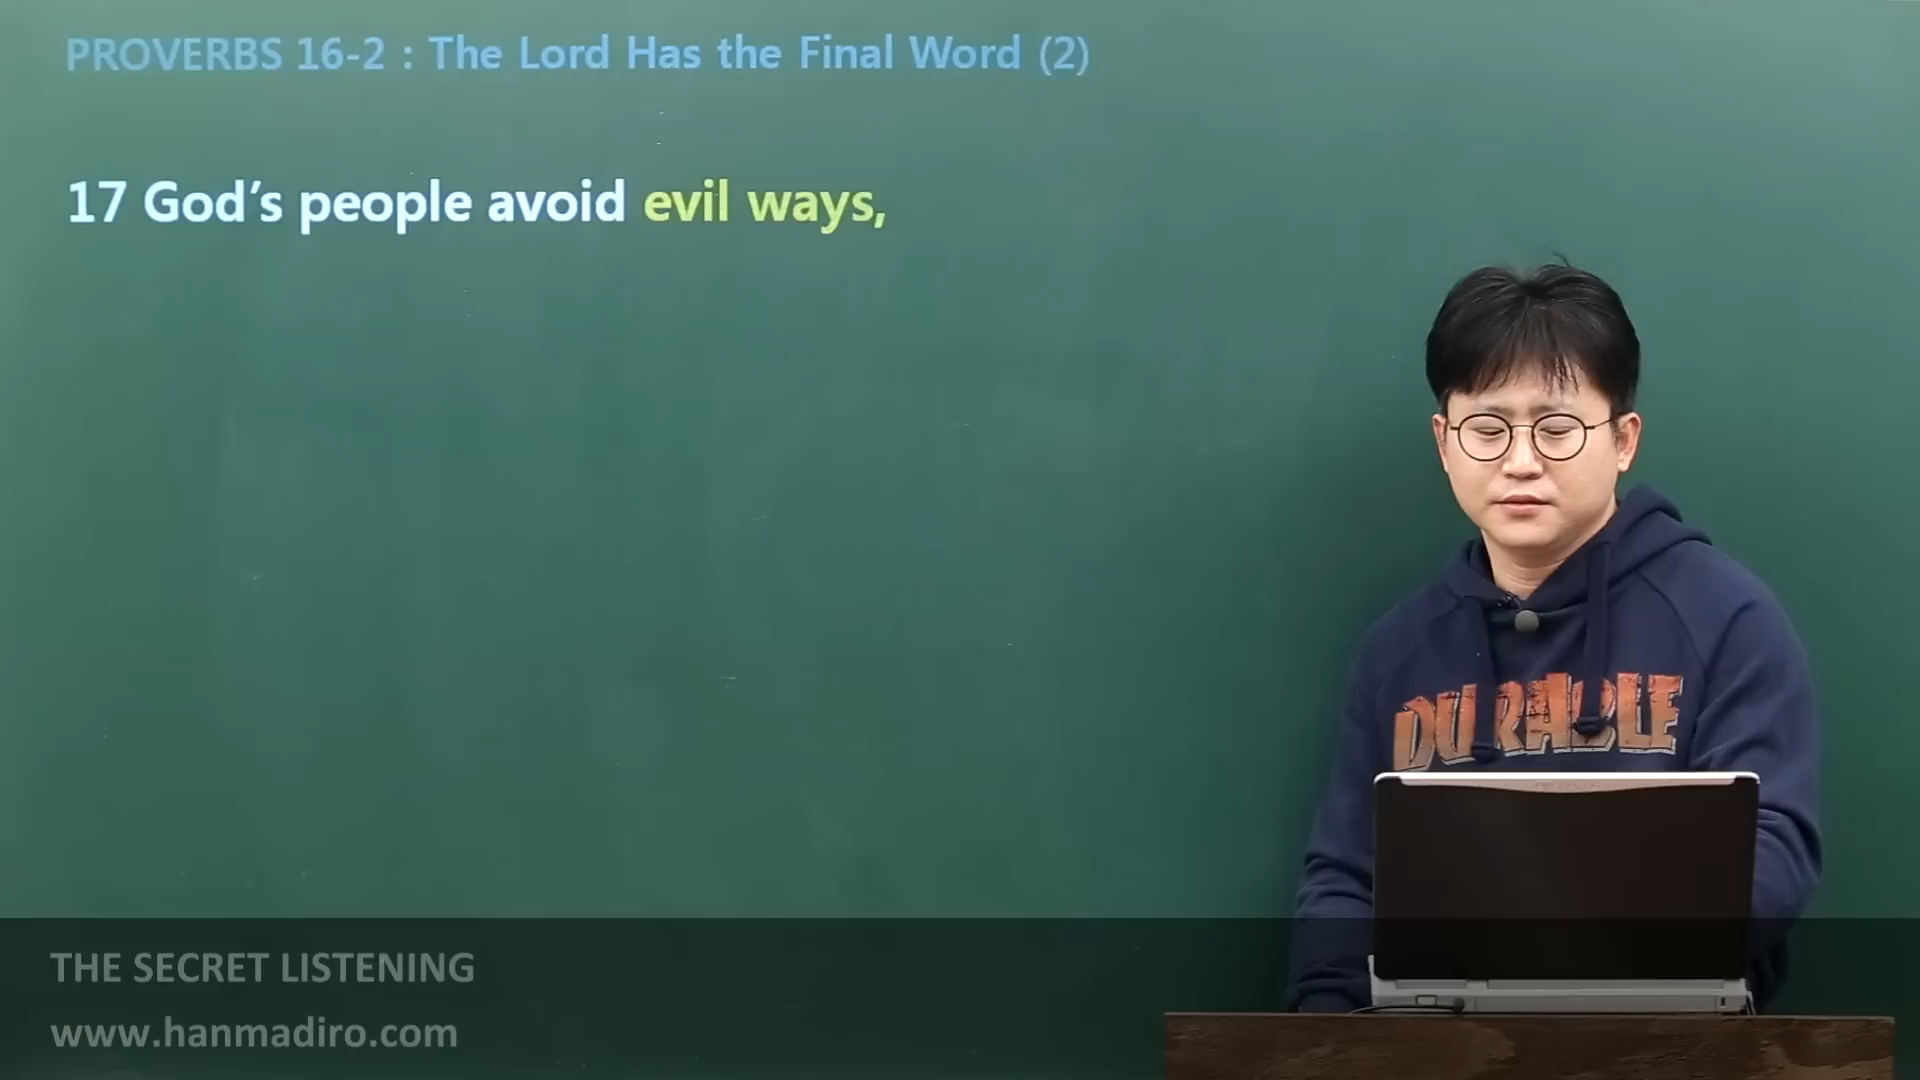 PROVERBS 16-2 : The Lord Has the Final Word (2)
17 God’s people avoid evil ways,
DURABLE
THE SECRET LISTENING
www.hanmadiro.com